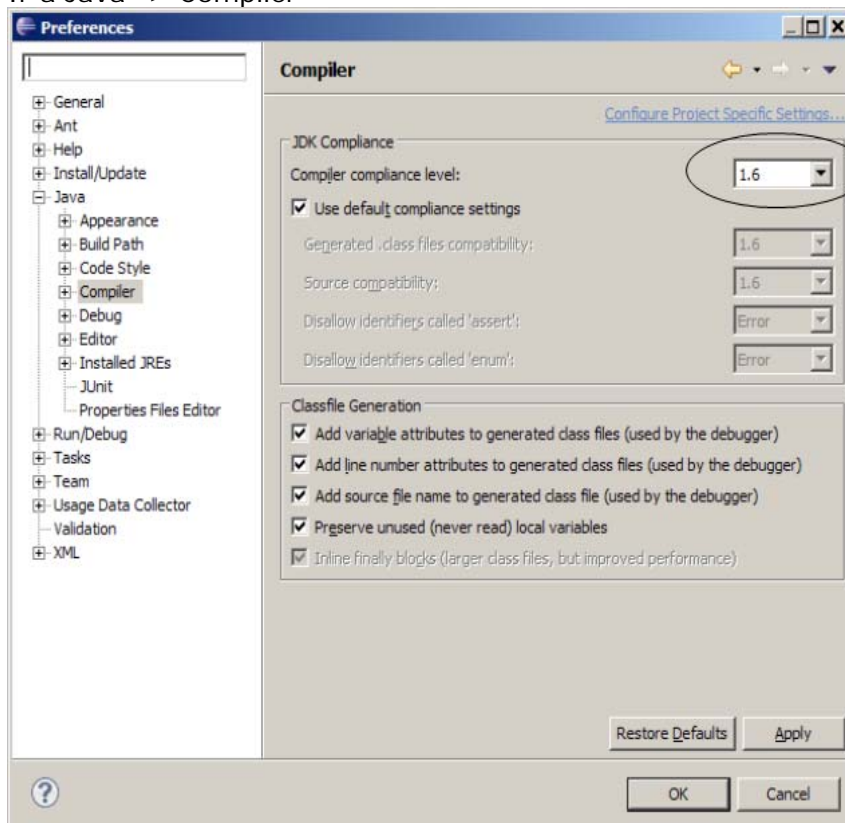 Ir a Java -> Compiler
Preferences
Compiler
General
Ant
Help
Install/Update
Java
Appearance
Build Path
Code Style
Compiler
Debug
Editor
Installed JREs
JUnit
Properties Files Editor
Run/Debug
Tasks
Team
Usage Data Collector
Validation
XML
Configure Project Specific Settings...
JDK Compliance
Compiler compliance level: 1.6
Use default compliance settings
Generated .class files compatibility: 1.6
Source compatibility: 1.6
Disallow identifiers called 'assert': Error
Disallow identifiers called 'enum': Error
Classfile Generation
Add variable attributes to generated class files (used by the debugger)
Add line number attributes to generated class files (used by the debugger)
Add source file name to generated class file (used by the debugger)
Preserve unused (never read) local variables
Inline finally blocks (larger class files, but improved performance)
Restore Defaults Apply
? OK Cancel